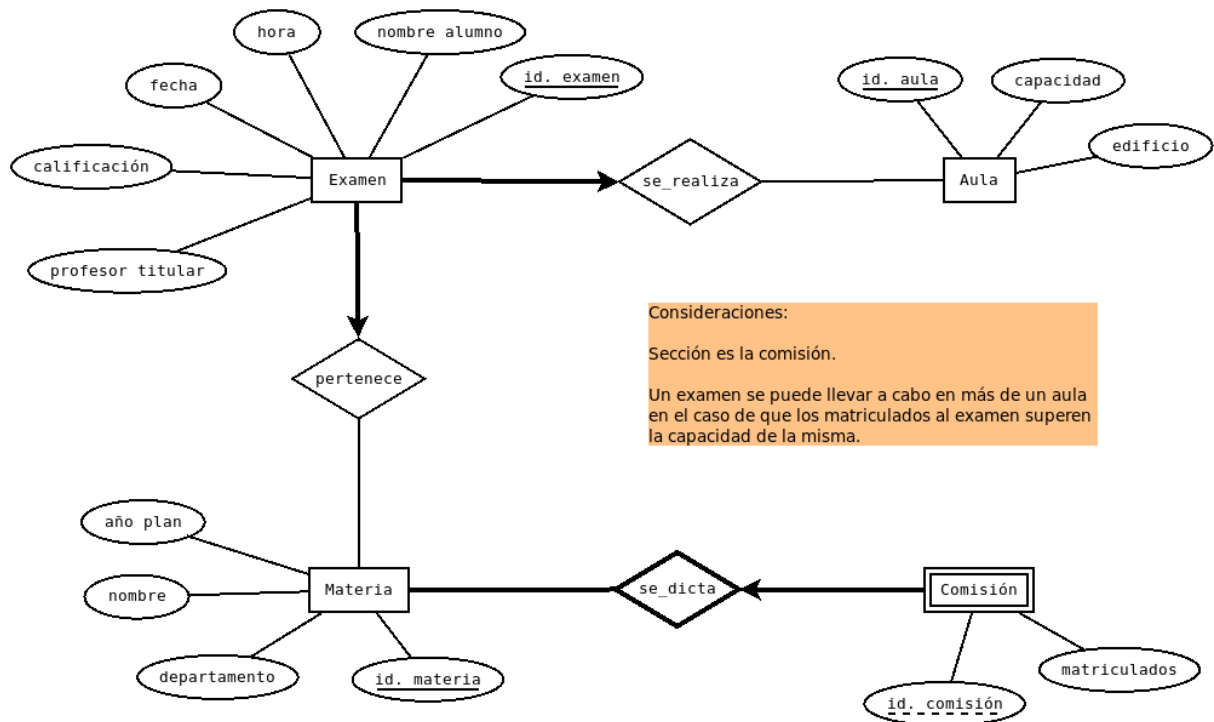 hora
nombre alumno
id. examen
fecha
calificación
profesor titular
Examen
se_realiza
id. aula
capacidad
edificio
Aula
Consideraciones:
Sección es la comisión.
Un examen se puede llevar a cabo en más de un aula
en el caso de que los matriculados al examen superen
la capacidad de la misma.
pertenece
año plan
nombre
departamento
id. materia
Materia
se_dicta
Comisión
matriculados
id. comisión